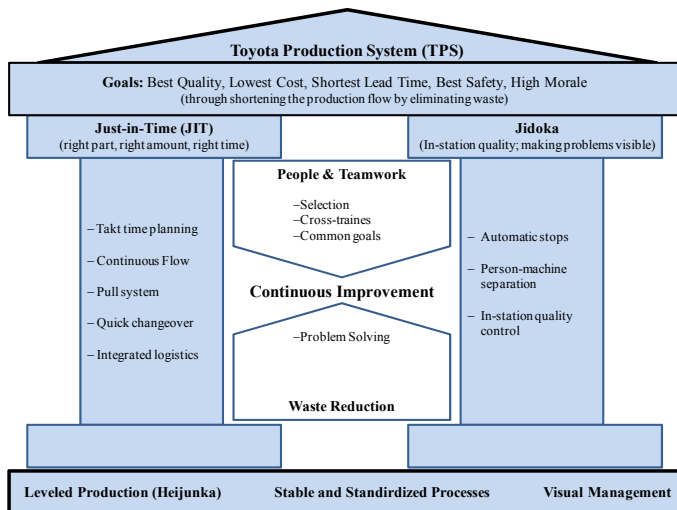 Toyota Production System (TPS)
Goals: Best Quality, Lowest Cost, Shortest Lead Time, Best Safety, High Morale
(through shortening the production flow by eliminating waste)
Just-in-Time (JIT)
(right part, right amount, right time)
– Takt time planning
– Continuous Flow
– Pull system
– Quick changeover
– Integrated logistics
People & Teamwork
–Selection
–Cross-traines
–Common goals
Continuous Improvement
–Problem Solving
Waste Reduction
Jidoka
(In-station quality; making problems visible)
– Automatic stops
– Person-machine
separation
– In-station quality
control
Leveled Production (Heijunka)
Stable and Standirdized Processes
Visual Management